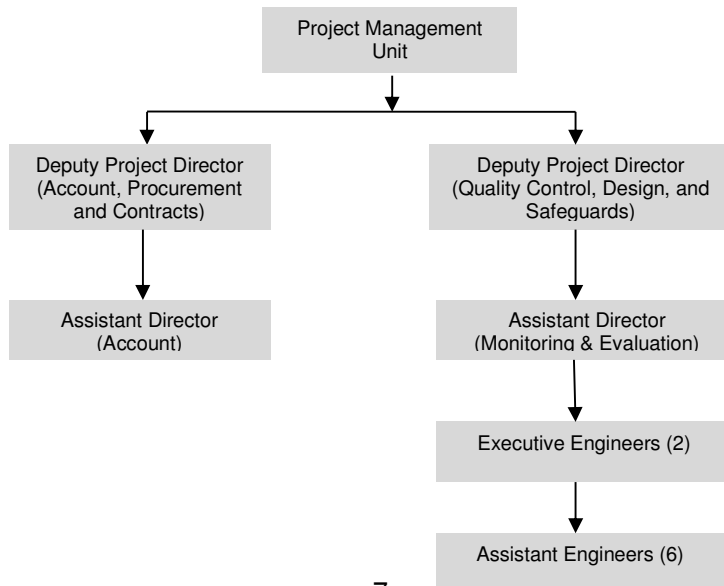 Project Management
Unit
Deputy Project Director
(Account, Procurement
and Contracts)
Deputy Project Director
(Quality Control, Design, and
Safeguards)
Assistant Director
(Account)
Assistant Director
(Monitoring & Evaluation)
Executive Engineers (2)
Assistant Engineers (6)